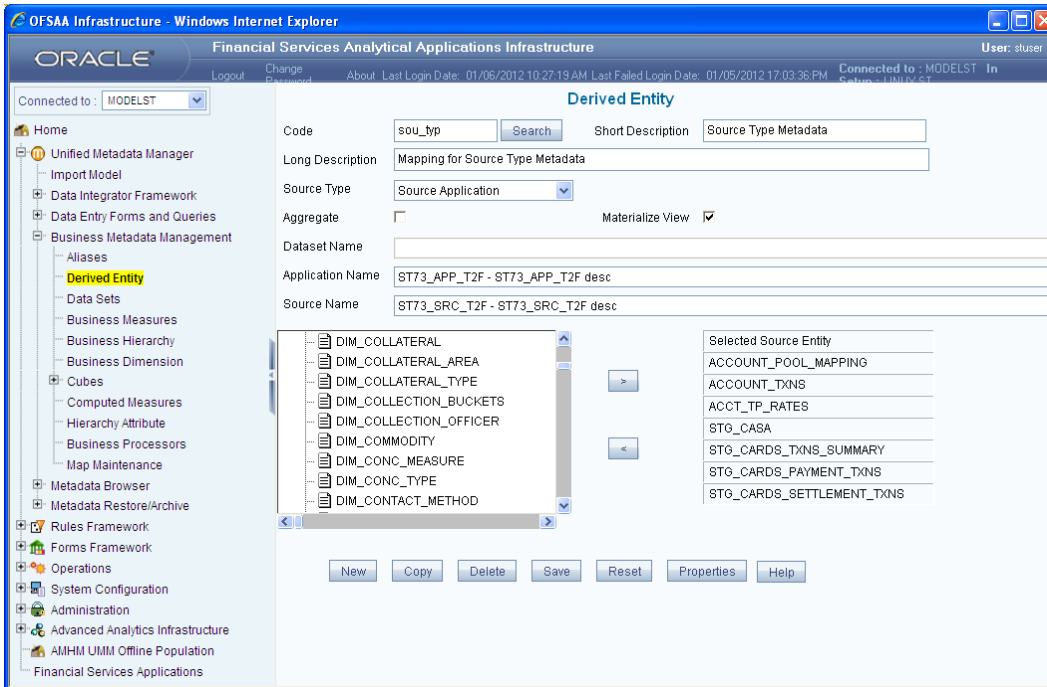 OFSAA Infrastructure - Windows Internet Explorer
ORACLE
Financial Services Analytical Applications Infrastructure
User: stuser
Logout Change Password About Last Login Date: 01/06/2012 10:27:19 AM Last Failed Login Date: 01/05/2012 17:03:36:PM Connected to : MODELST In
Setup : LINUX ST
Connected to : MODELST
Home
Unified Metadata Manager
Import Model
Data Integrator Framework
Data Entry Forms and Queries
Business Metadata Management
Aliases
Derived Entity
Data Sets
Business Measures
Business Hierarchy
Business Dimension
Cubes
Computed Measures
Hierarchy Attribute
Business Processors
Map Maintenance
Metadata Browser
Metadata Restore/Archive
Rules Framework
Forms Framework
Operations
System Configuration
Administration
Advanced Analytics Infrastructure
AMHM UMM Offline Population
Financial Services Applications
Derived Entity
Code sou_typ Search Short Description Source Type Metadata
Long Description Mapping for Source Type Metadata
Source Type Source Application
Aggregate Materialize View
Dataset Name
Application Name ST73_APP_T2F - ST73_APP_T2F desc
Source Name ST73_SRC_T2F - ST73_SRC_T2F desc
DIM_COLLATERAL
DIM_COLLATERAL_AREA
DIM_COLLATERAL_TYPE
DIM_COLLECTION_BUCKETS
DIM_COLLECTION_OFFICER
DIM_COMMODITY
DIM_CONC_MEASURE
DIM_CONC_TYPE
DIM_CONTACT_METHOD
>
<
Selected Source Entity
ACCOUNT_POOL_MAPPING
ACCOUNT_TXNS
ACCT_TP_RATES
STG_CASA
STG_CARDS_TXNS_SUMMARY
STG_CARDS_PAYMENT_TXNS
STG_CARDS_SETTLEMENT_TXNS
New Copy Delete Save Reset Properties Help